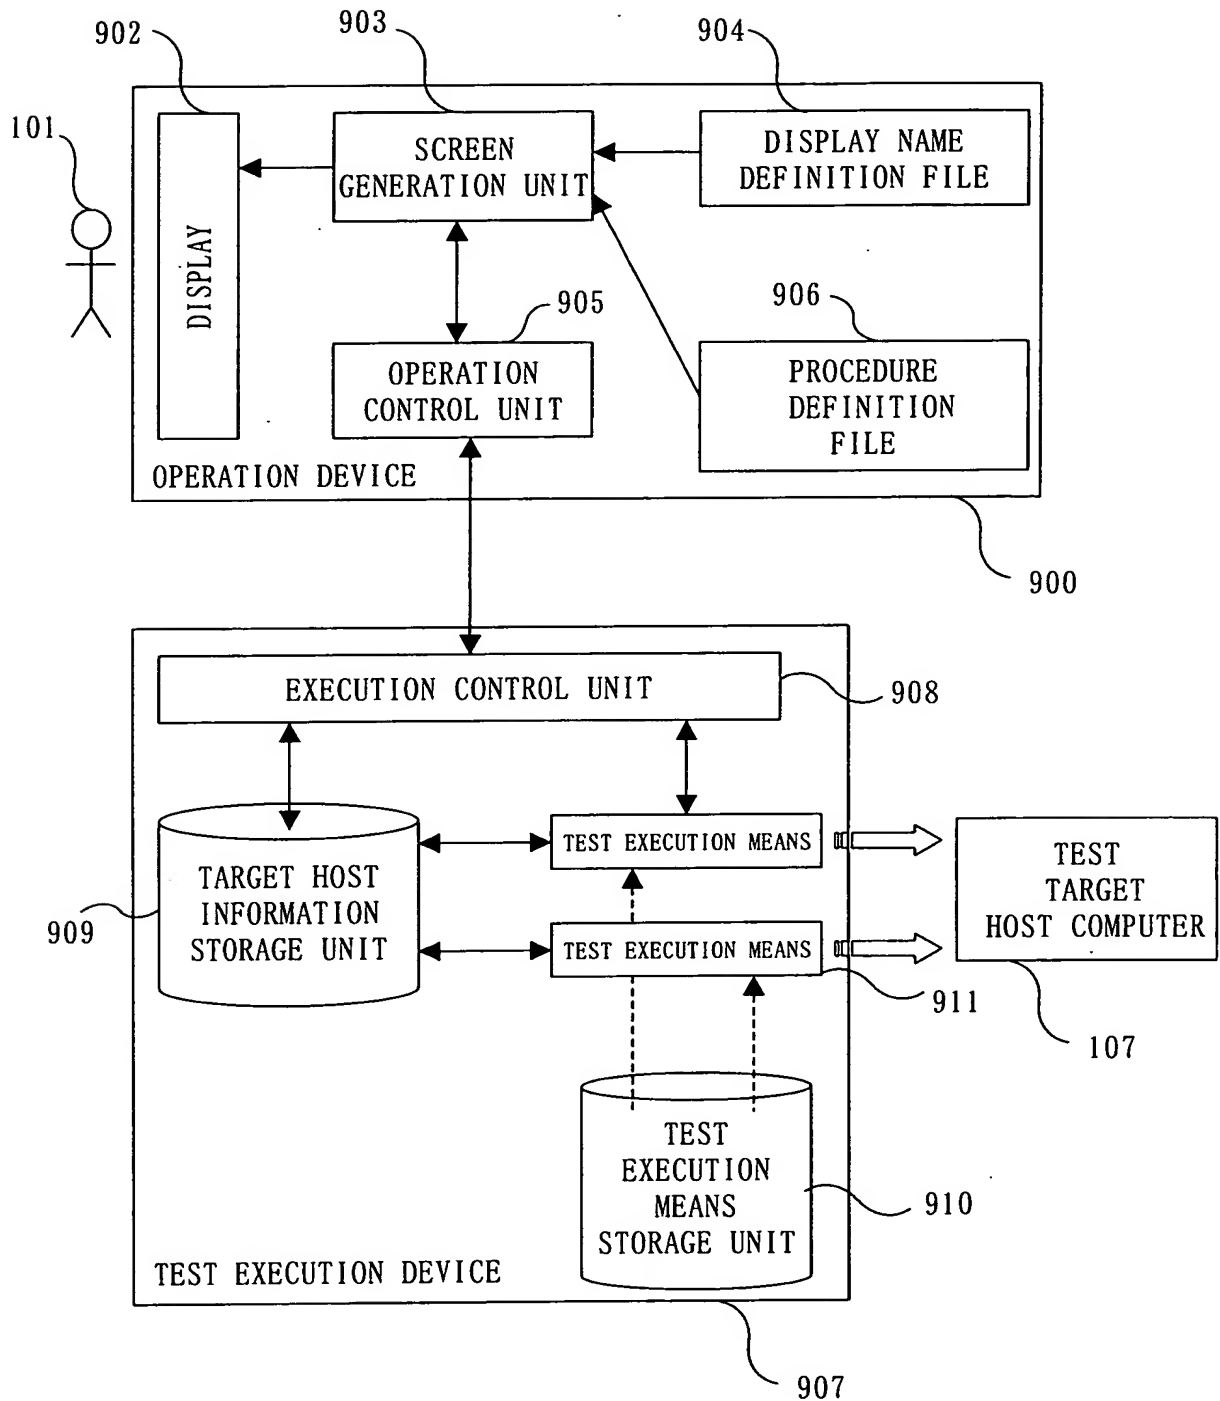 903
902
904
101
DISPLAY
SCREEN
GENERATION UNIT
DISPLAY NAME
DEFINITION FILE
905
906
OPERATION
CONTROL UNIT
PROCEDURE
DEFINITION
FILE
OPERATION DEVICE
900
EXECUTION CONTROL UNIT
908
TARGET HOST
INFORMATION
STORAGE UNIT
909
TEST EXECUTION MEANS
TEST EXECUTION MEANS
911
TEST
TARGET
HOST COMPUTER
107
TEST
EXECUTION
MEANS
STORAGE UNIT
910
TEST EXECUTION DEVICE
907